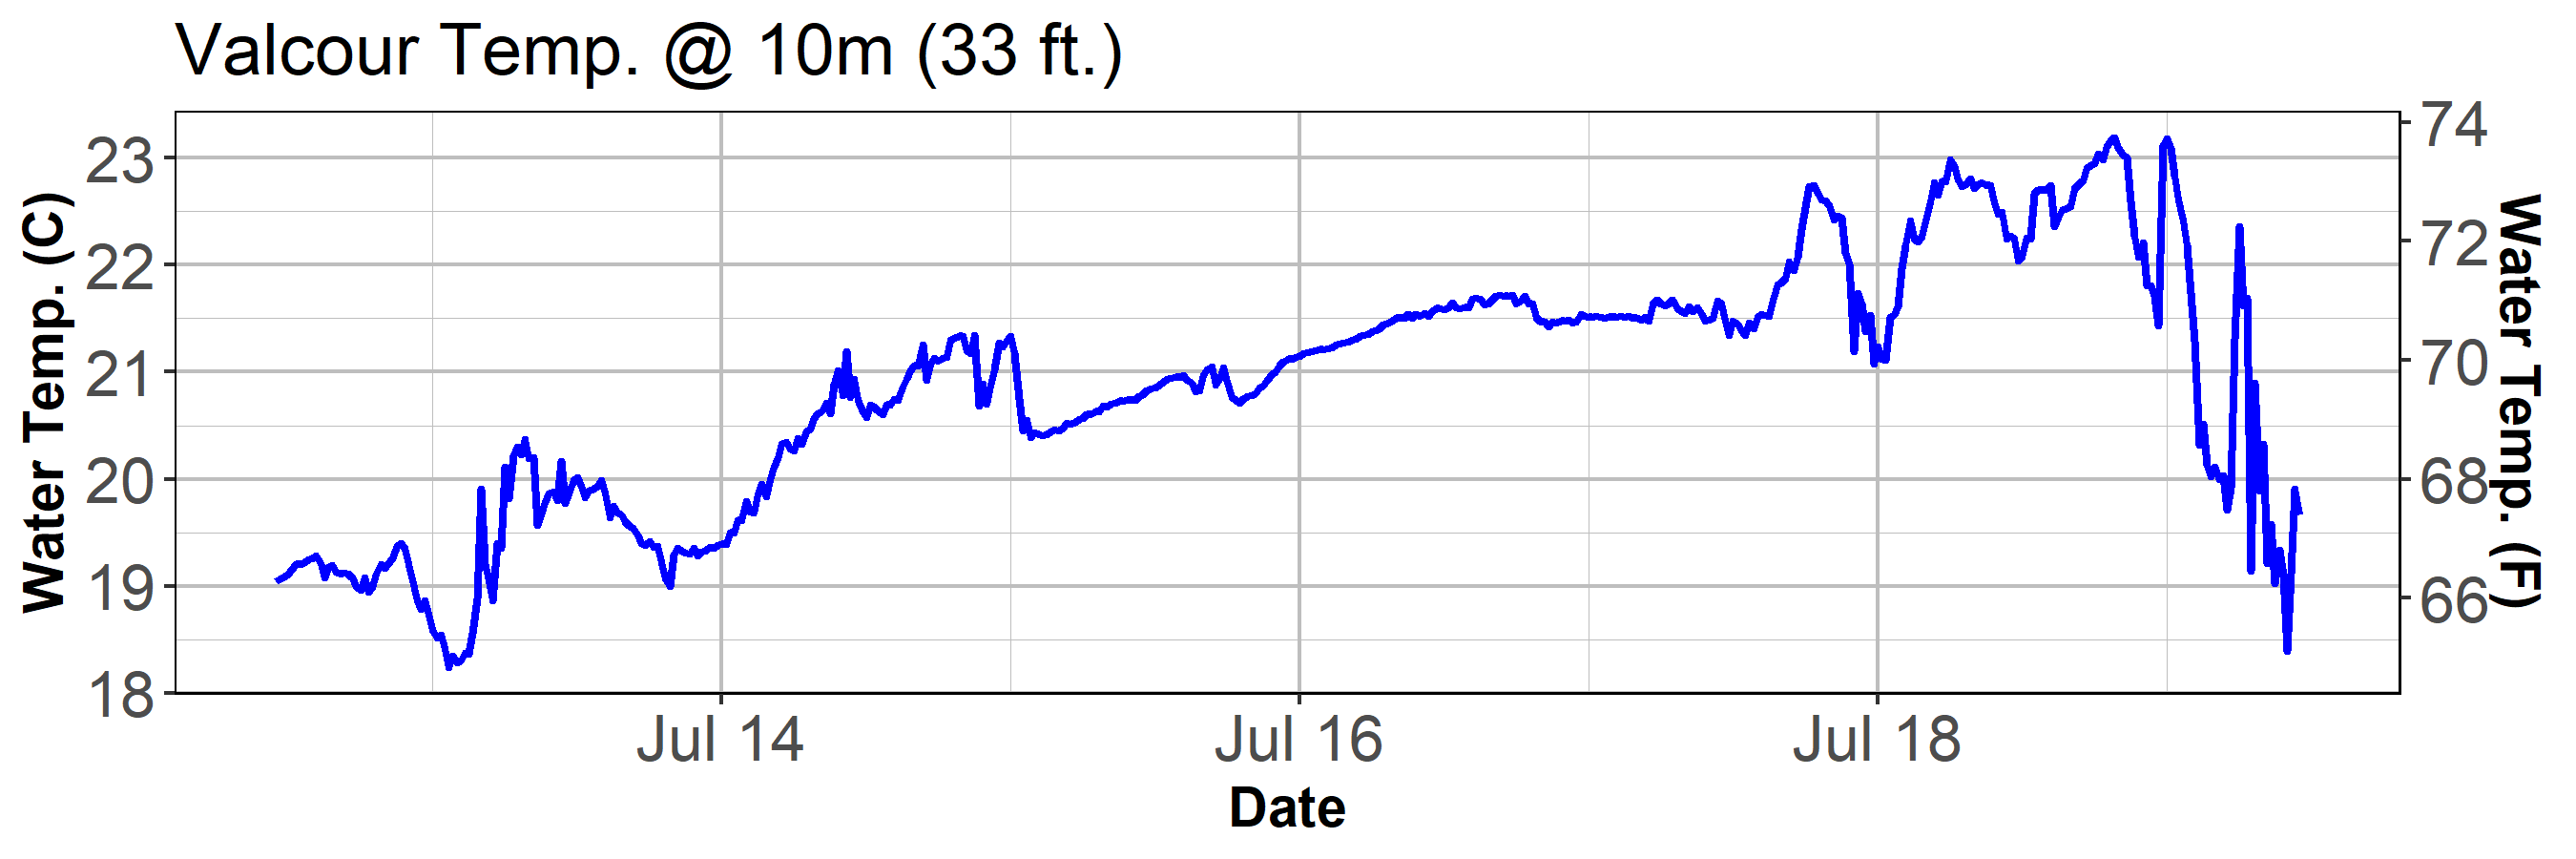 Valcour Temp. @ 10m (33 ft.)
Water Temp. (C)
23
22
21
20
19
18
74
72
70
68
66
Water Temp. (F)
Jul 14
Jul 16
Jul 18
Date